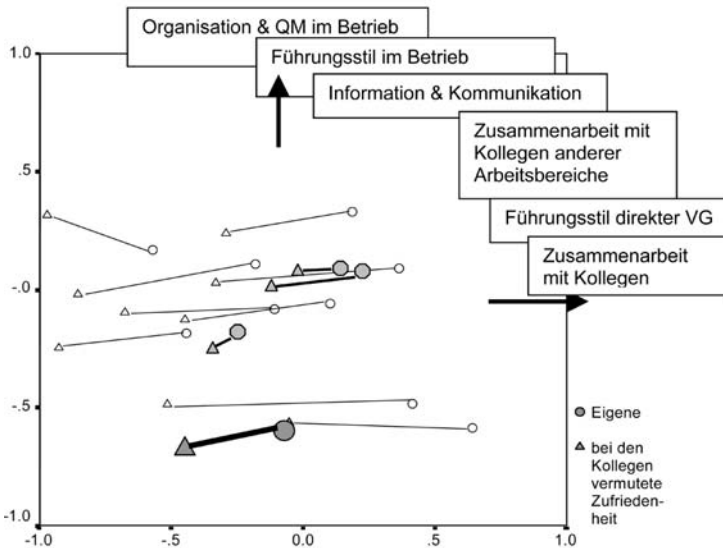 Organisation & QM im Betrieb
Führungsstil im Betrieb
Information & Kommunikation
Zusammenarbeit mit
Kollegen anderer
Arbeitsbereiche
Führungsstil direkter VG
Zusammenarbeit
mit Kollegen
1.0
.5
-.0
-.5
-1.0
-1.0
-.5
0.0
.5
1.0
Eigene
bei den
Kollegen
vermutete
Zufrieden-
heit